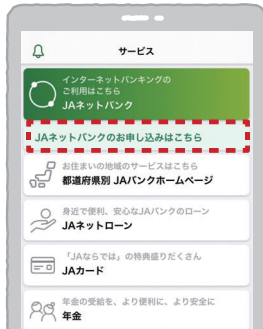 サービス
インターネットバンキングの
ご利用はこちら
JAネットバンク
JAネットバンクのお申し込みはこちら
お住まいの地域のサービスはこちら
都道府県別 JAバンクホームページ
身近で便利、安心なJAバンクのローン
JAネットローン
「JAならでは」の特典盛りだくさん
JAカード
年金の受給を、より便利に、より安全に
年金